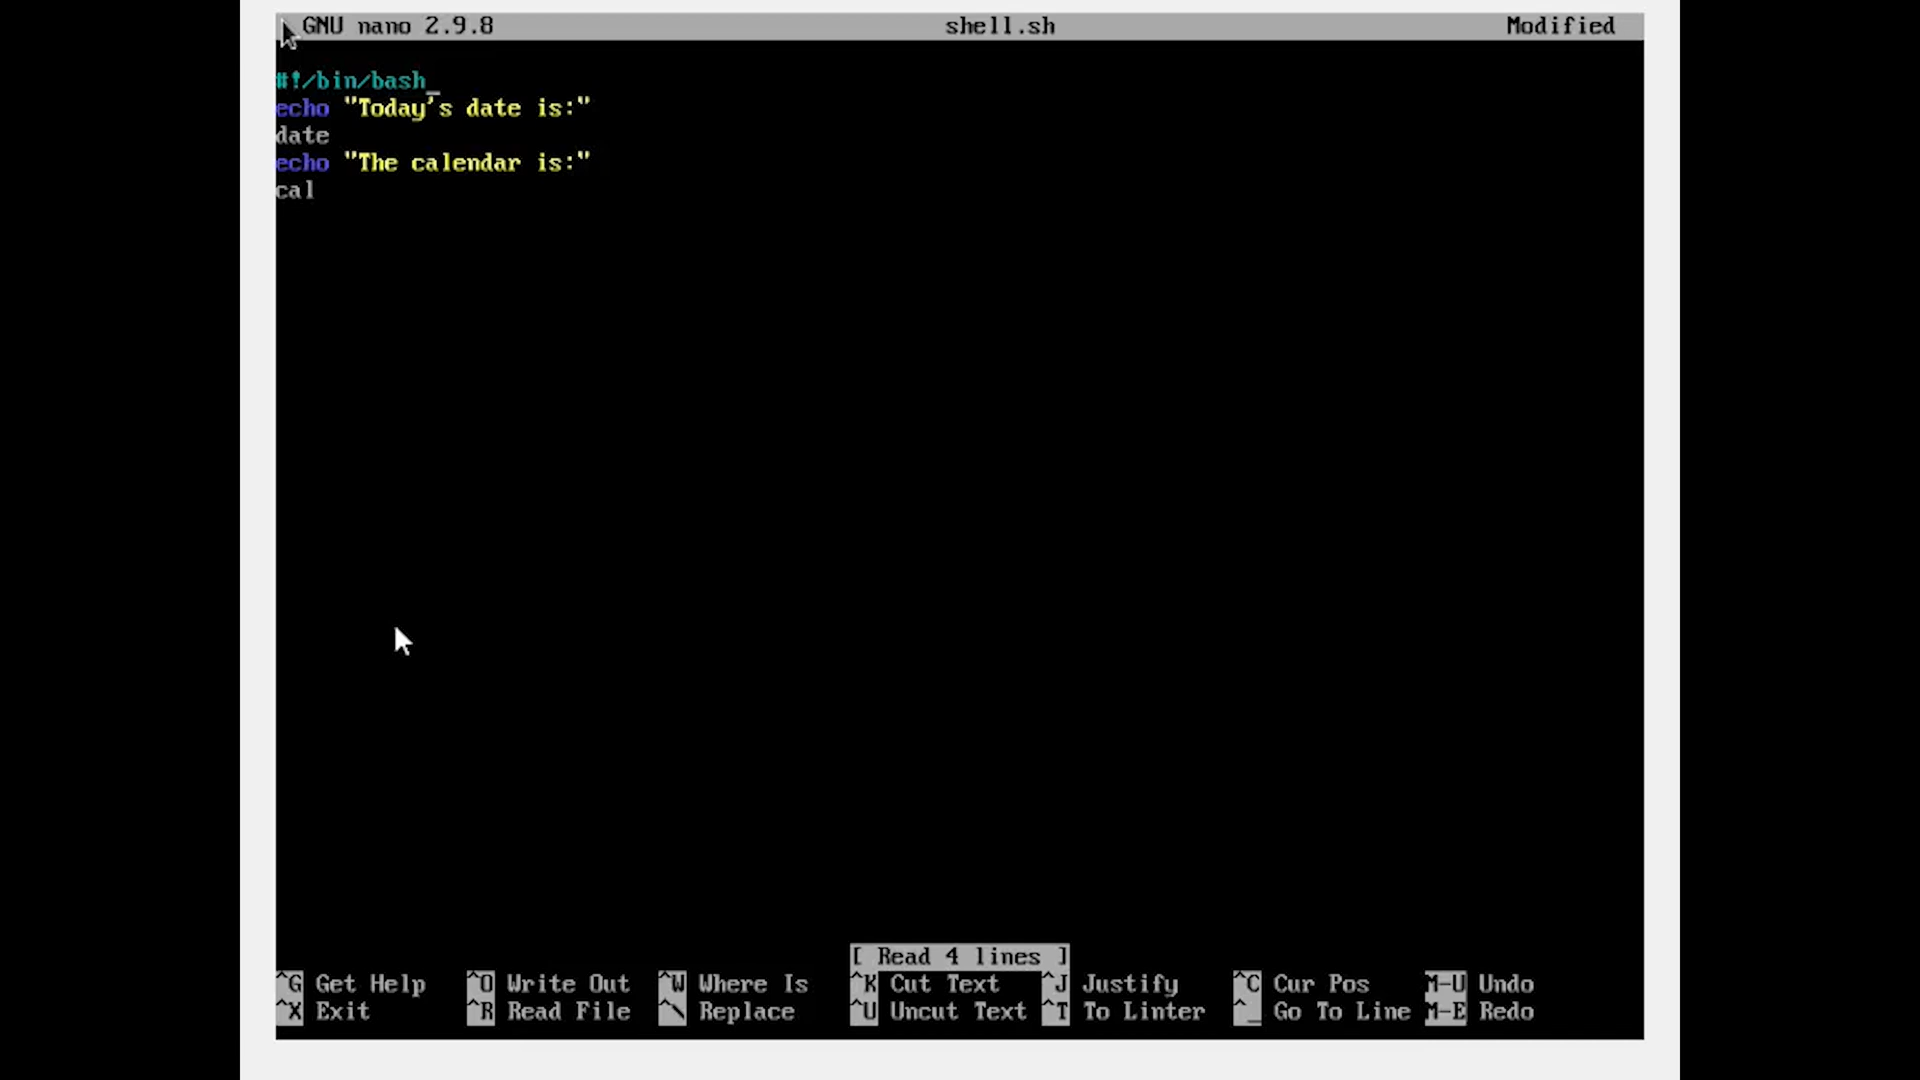 GNU nano 2.9.8 shell.sh Modified
#!/bin/bash_
echo "Today's date is:"
date
echo "The calendar is:"
cal
[ Read 4 lines ]
^G Get Help ^O Write Out ^W Where Is ^K Cut Text ^J Justify ^C Cur Pos M-U Undo
^X Exit ^R Read File ^\ Replace ^U Uncut Text ^T To Linter ^_ Go To Line M-E Redo